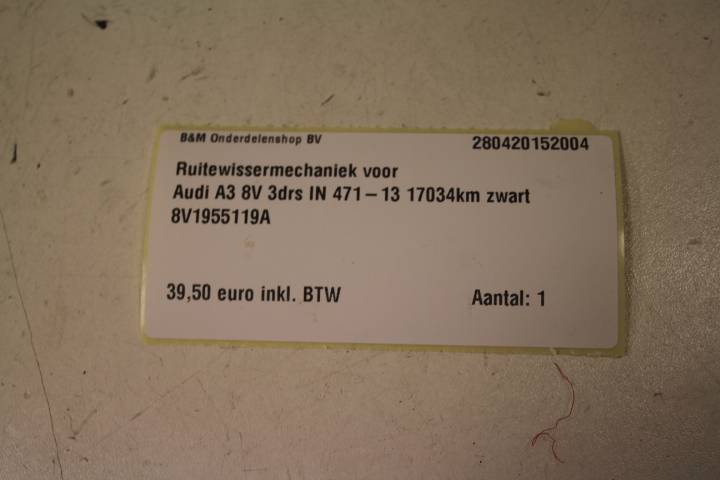 B&M Onderdelenshop BV 280420152004
Ruitewissermechaniek voor
Audi A3 8V 3drs IN 471-13 17034km zwart
8V1955119A
39,50 euro inkl. BTW Aantal: 1